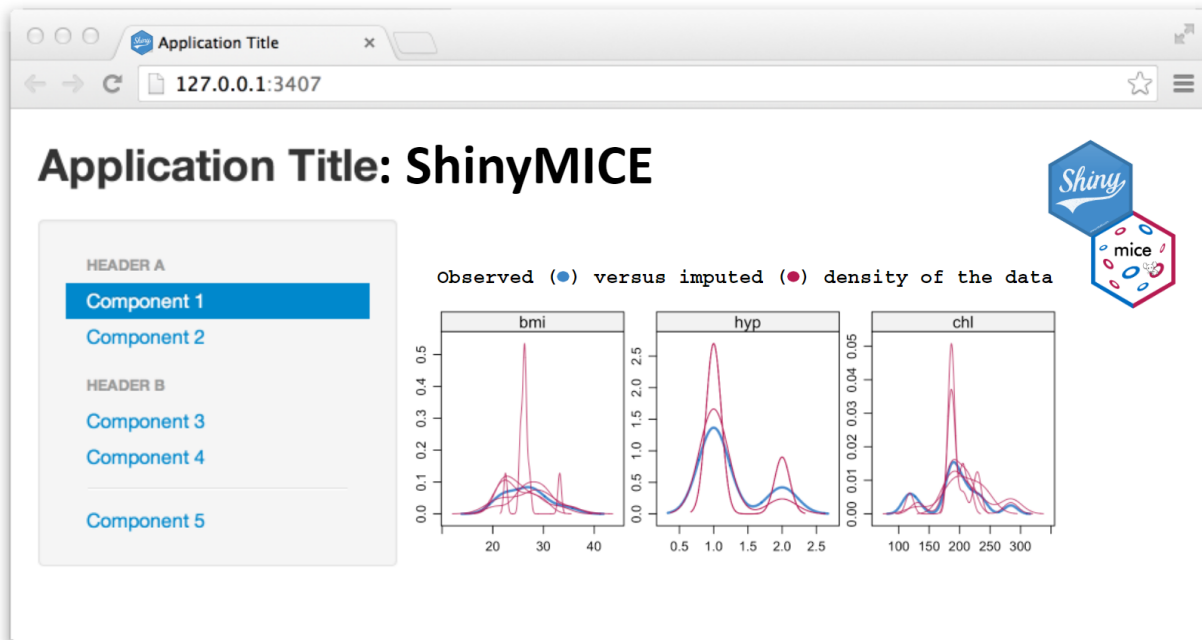 Application Title
127.0.0.1:3407
Application Title: ShinyMICE
Shiny
mice
HEADER A
Component 1
Component 2
HEADER B
Component 3
Component 4
Component 5
Observed (●) versus imputed (●) density of the data
bmi
0.5
0.4
0.3
0.2
0.1
0.0
20 30 40
hyp
2.5
2.0
1.5
1.0
0.5
0.0
0.5 1.0 1.5 2.0 2.5
chl
0.05
0.04
0.03
0.02
0.01
0.00
100 150 200 250 300